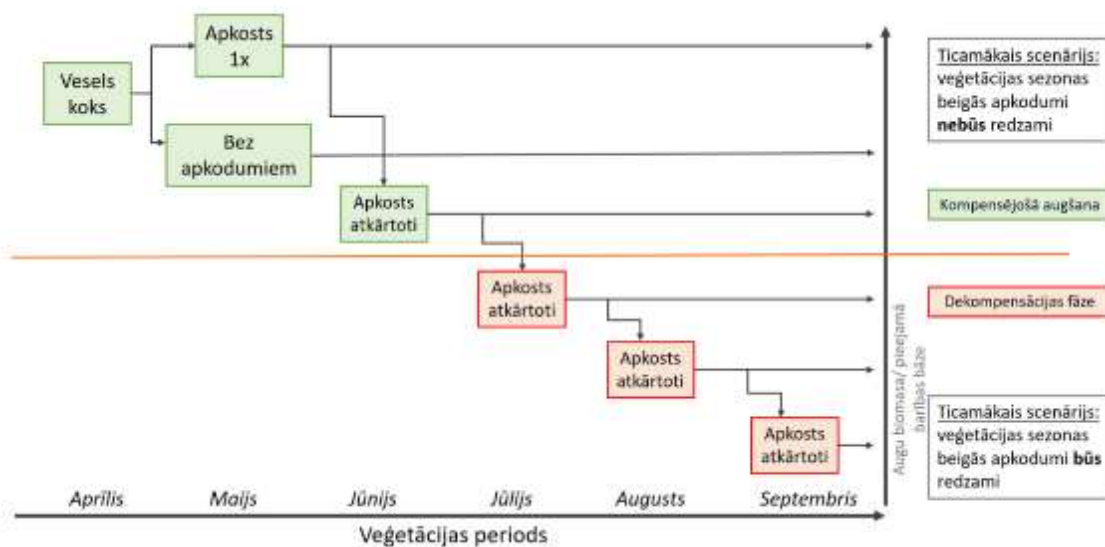 Apkosts
1x
Vesels
koks
Bez
apkodumiem
Apkosts
atkārtoti
Apkosts
atkārtoti
Apkosts
atkārtoti
Apkosts
atkārtoti
Ticamākais scenārijs:
veģetācijas sezonas
beigās apkodumi
nebūs redzami
Kompensējošā augšana
Dekompensācijas fāze
Augu biomasa/ pieejamā
barības bāze
Ticamākais scenārijs:
veģetācijas sezonas
beigās apkodumi būs
redzami
Aprīlis
Maijs
Jūnijs
Jūlijs
Augusts
Septembris
Veģetācijas periods